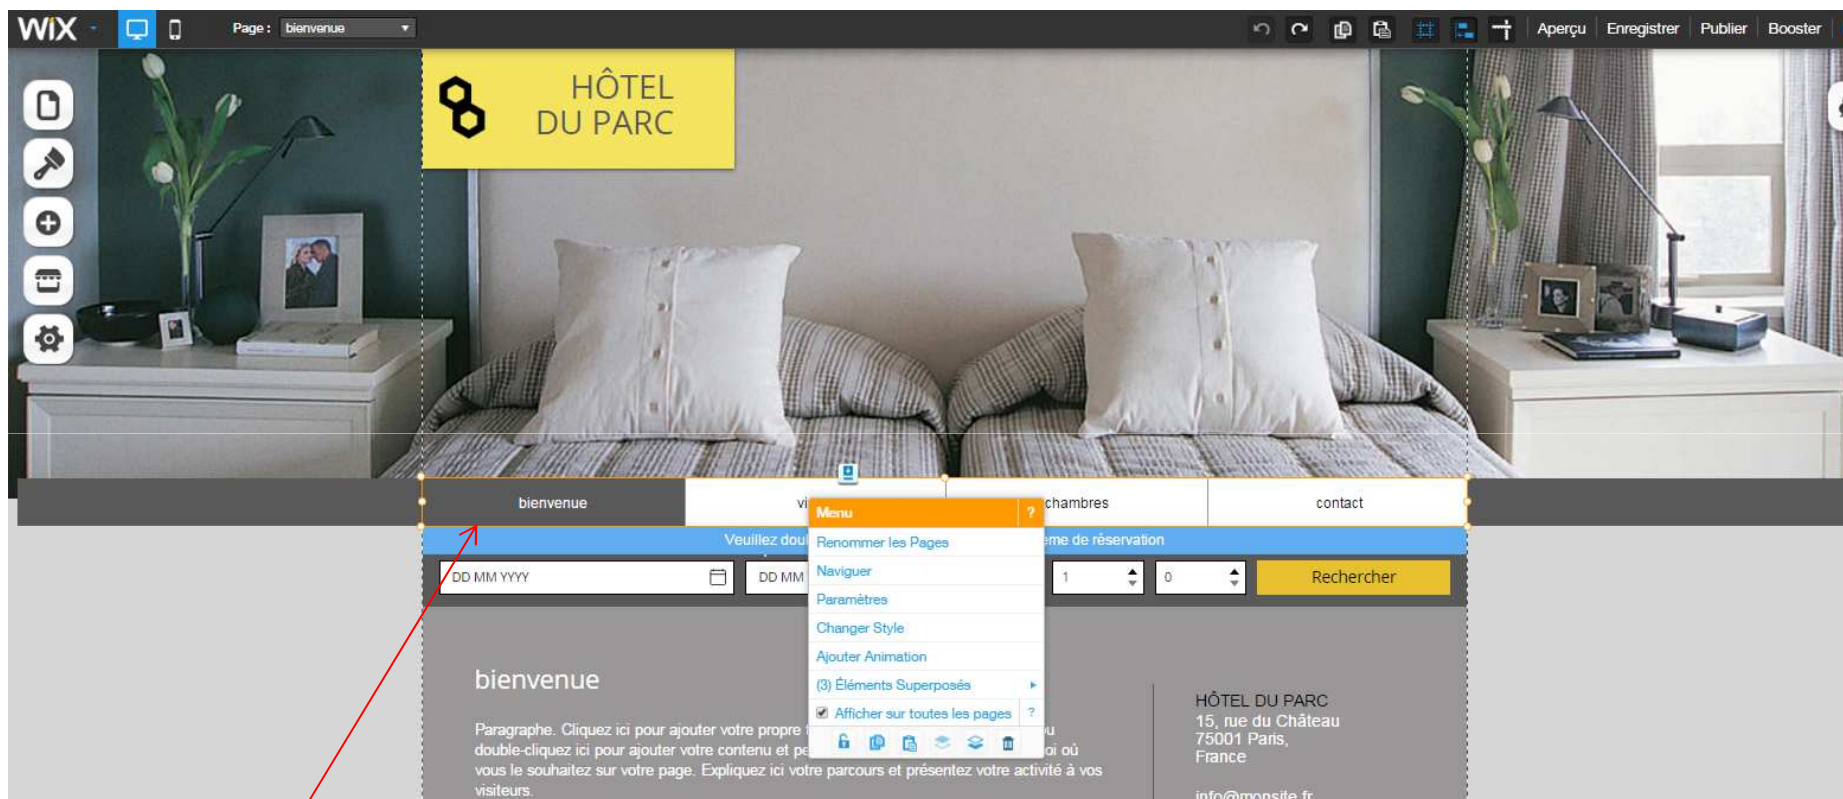 WiX Page : bienvenue Aperçu Enregistrer Publier Booster
HÔTEL
DU PARC
bienvenue chambres contact
Menu ?
Veuillez de réservation
Renommer les Pages
DD MM YYYY DD MM 1 0 Rechercher
Naviguer
Paramètres
Changer Style
Ajouter Animation
(3) Éléments Superposés
Afficher sur toutes les pages ?
bienvenue
Paragraphe. Cliquez ici pour ajouter votre propre
double-cliquez ici pour ajouter votre contenu et où
vous le souhaitez sur votre page. Expliquez ici votre parcours et présentez votre activité à vos
visiteurs.
HÔTEL DU PARC
15, rue du Château
75001 Paris,
France
info@monsite.fr